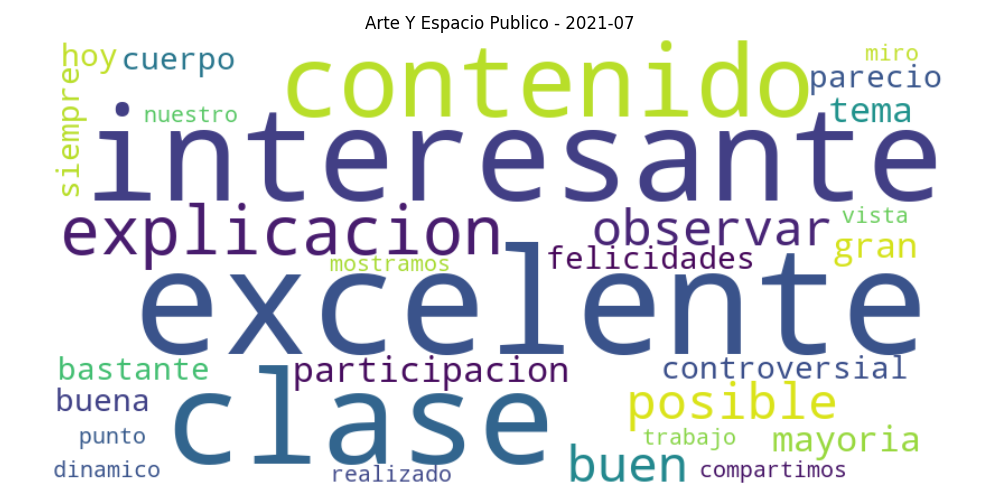 Arte Y Espacio Publico - 2021-07
hoy cuerpo contenido miro
siempre nuestro parecio
interesante tema
explicacion observar vista
mostramos felicidades gran
excelente
bastante participacion controversial
buena clase posible
punto trabajo mayoria
dinamico realizado buen compartimos